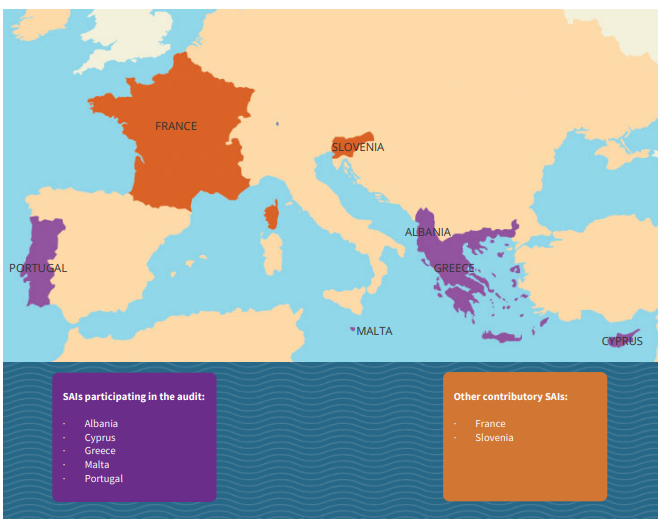 FRANCE
SLOVENIA
ALBANIA
PORTUGAL
GREECE
MALTA
CYPRUS
SAIs participating in the audit:
· Albania
· Cyprus
· Greece
· Malta
· Portugal
Other contributory SAIs:
· France
· Slovenia